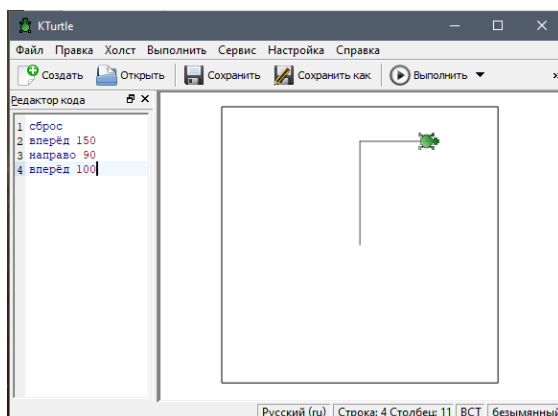 KTurtle
Файл Правка Холст Выполнить Сервис Настройка Справка
Создать Открыть Сохранить Сохранить как Выполнить »
Редактор кода
1 сброс
2 вперёд 150
3 направо 90
4 вперёд 100
Русский (ru) Строка: 4 Столбец: 11 ВСТ безымянный